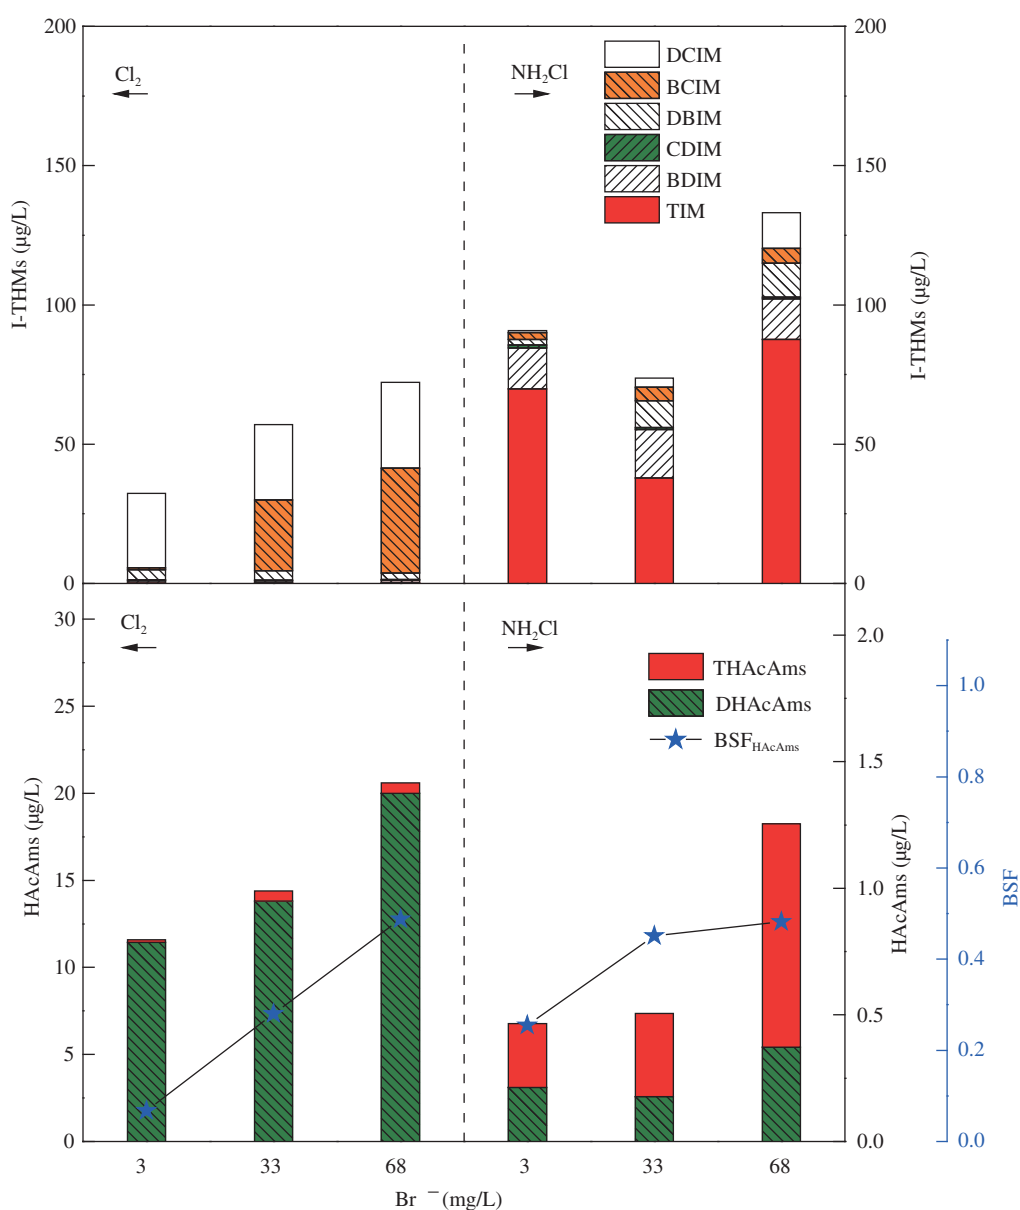 200
150
100
50
0
I-THMs (μg/L)
Cl₂
NH₂Cl
DCIM
BCIM
DBIM
CDIM
BDIM
TIM
200
150
100
50
0
I-THMs (μg/L)
30
25
20
15
10
5
0
HAcAms (μg/L)
Cl₂
NH₂Cl
THAcAms
DHAcAms
BSF_HAcAms
2.0
1.5
1.0
0.5
0.0
HAcAms (μg/L)
1.0
0.8
0.6
0.4
0.2
0.0
BSF
3 33 68 3 33 68
Br⁻ (mg/L)